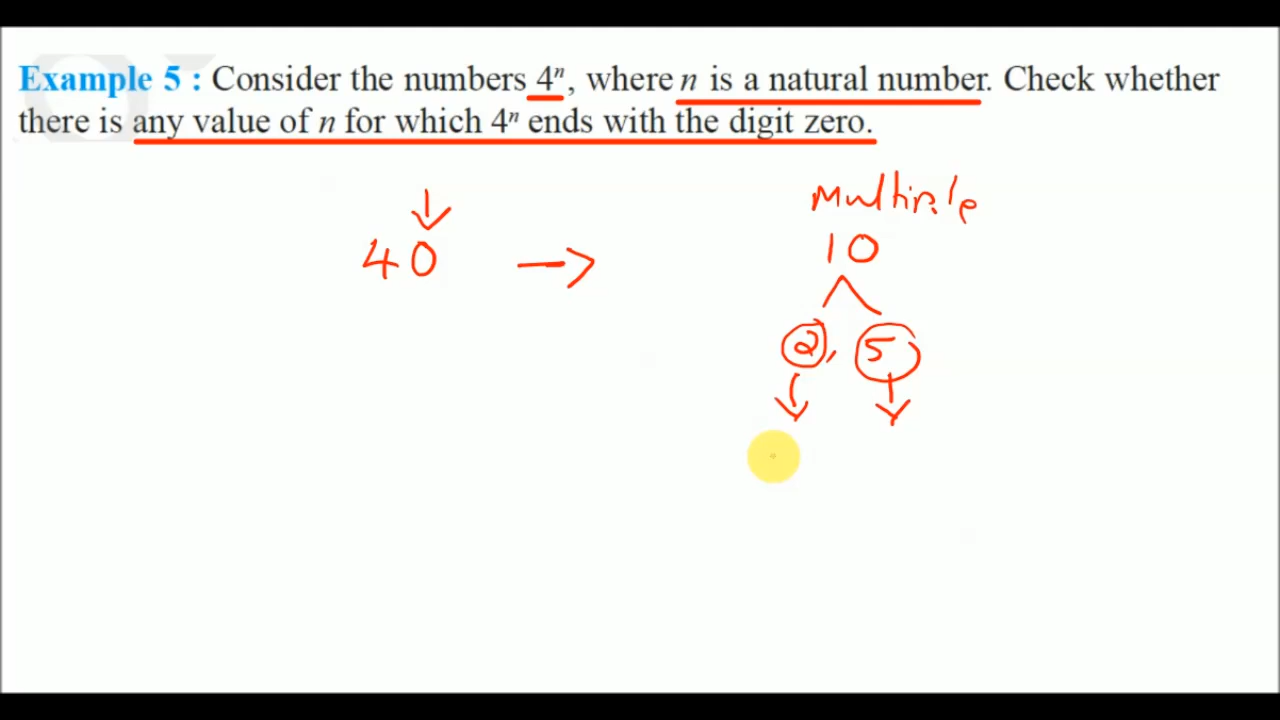 Example 5 : Consider the numbers 4ⁿ, where n is a natural number. Check whether
there is any value of n for which 4ⁿ ends with the digit zero.
Multiple
40 → 10
2, 5